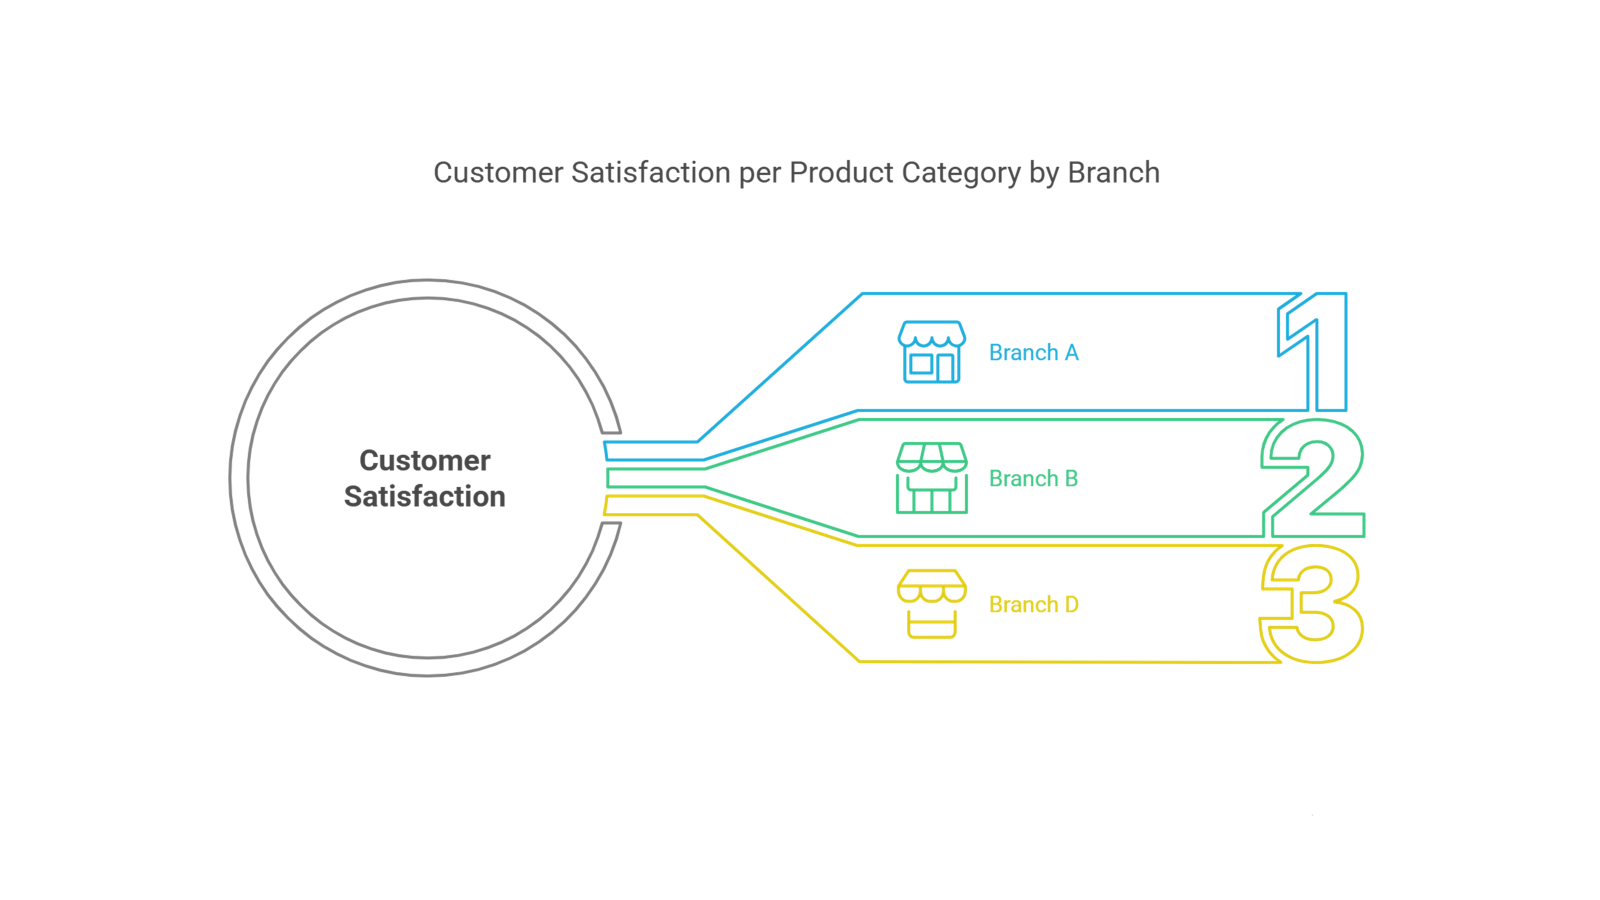 Customer Satisfaction per Product Category by Branch
Customer
Satisfaction
Branch A
1
Branch B
2
Branch D
3